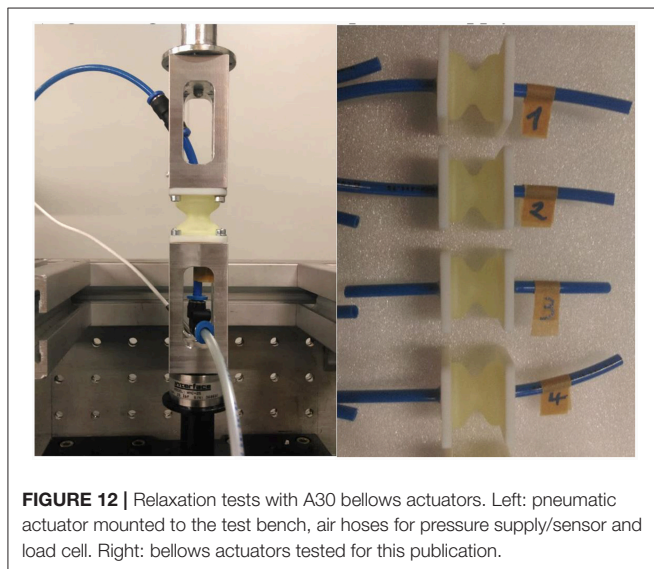 interface
1
2
3
4
FIGURE 12 | Relaxation tests with A30 bellows actuators. Left: pneumatic
actuator mounted to the test bench, air hoses for pressure supply/sensor and
load cell. Right: bellows actuators tested for this publication.